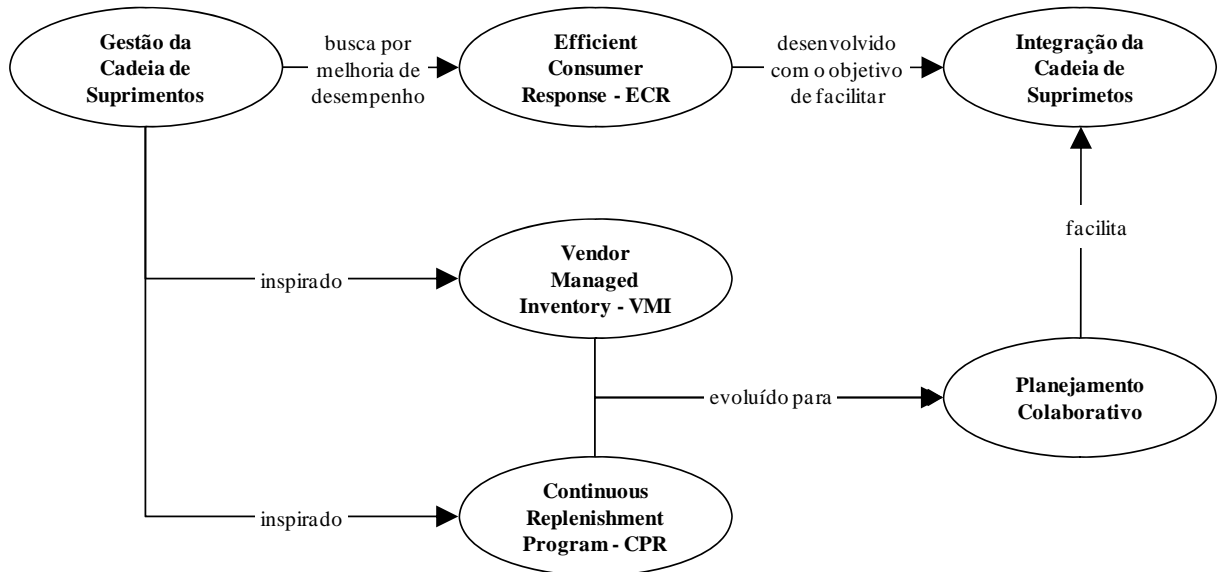 Gestão da
Cadeia de
Suprimentos
busca por
melhoria de
desempenho
Efficient
Consumer
Response - ECR
desenvolvido
com o objetivo
de facilitar
Integração da
Cadeia de
Suprimetos
facilita
inspirado
Vendor
Managed
Inventory - VMI
evoluído para
Planejamento
Colaborativo
inspirado
Continuous
Replenishment
Program - CPR